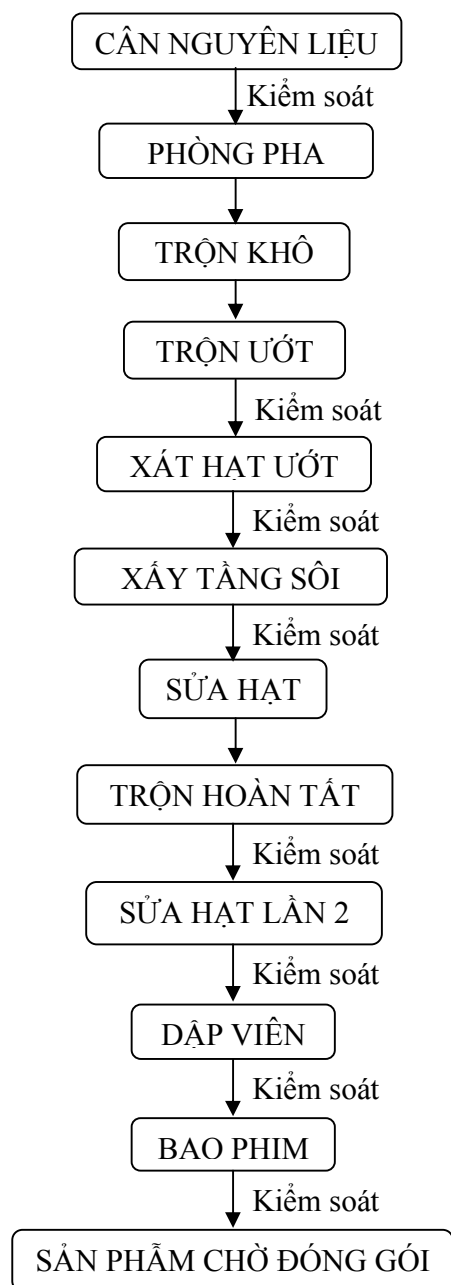 CÂN NGUYÊN LIỆU
Kiểm soát
PHÒNG PHA
TRỘN KHÔ
TRỘN ƯỚT
Kiểm soát
XÁT HẠT ƯỚT
Kiểm soát
XẤY TẦNG SÔI
Kiểm soát
SỬA HẠT
TRỘN HOÀN TẤT
Kiểm soát
SỬA HẠT LẦN 2
Kiểm soát
DẬP VIÊN
Kiểm soát
BAO PHIM
Kiểm soát
SẢN PHẪM CHỜ ĐÓNG GÓI